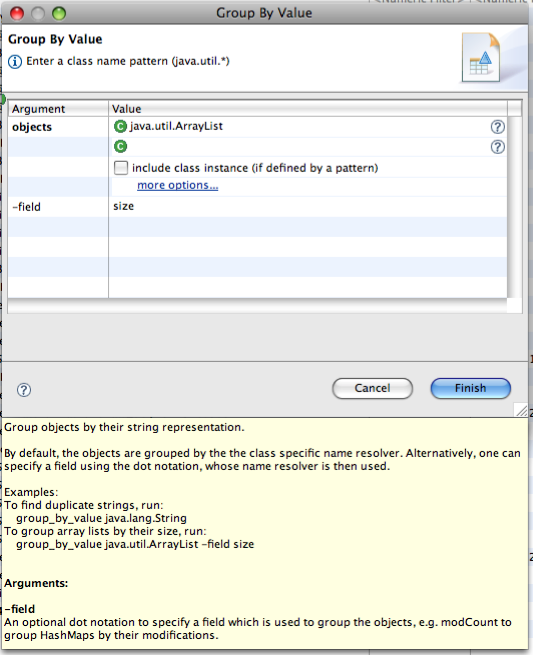 <Numeric Filter>
Group By Value
Group By Value
Enter a class name pattern (java.util.*)
Argument Value
objects java.util.ArrayList
include class instance (if defined by a pattern)
more options...
-field size
Cancel Finish
Group objects by their string representation.
By default, the objects are grouped by the the class specific name resolver. Alternatively, one can
specify a field using the dot notation, whose name resolver is then used.
Examples:
To find duplicate strings, run:
group_by_value java.lang.String
To group array lists by their size, run:
group_by_value java.util.ArrayList -field size
Arguments:
-field
An optional dot notation to specify a field which is used to group the objects, e.g. modCount to
group HashMaps by their modifications.